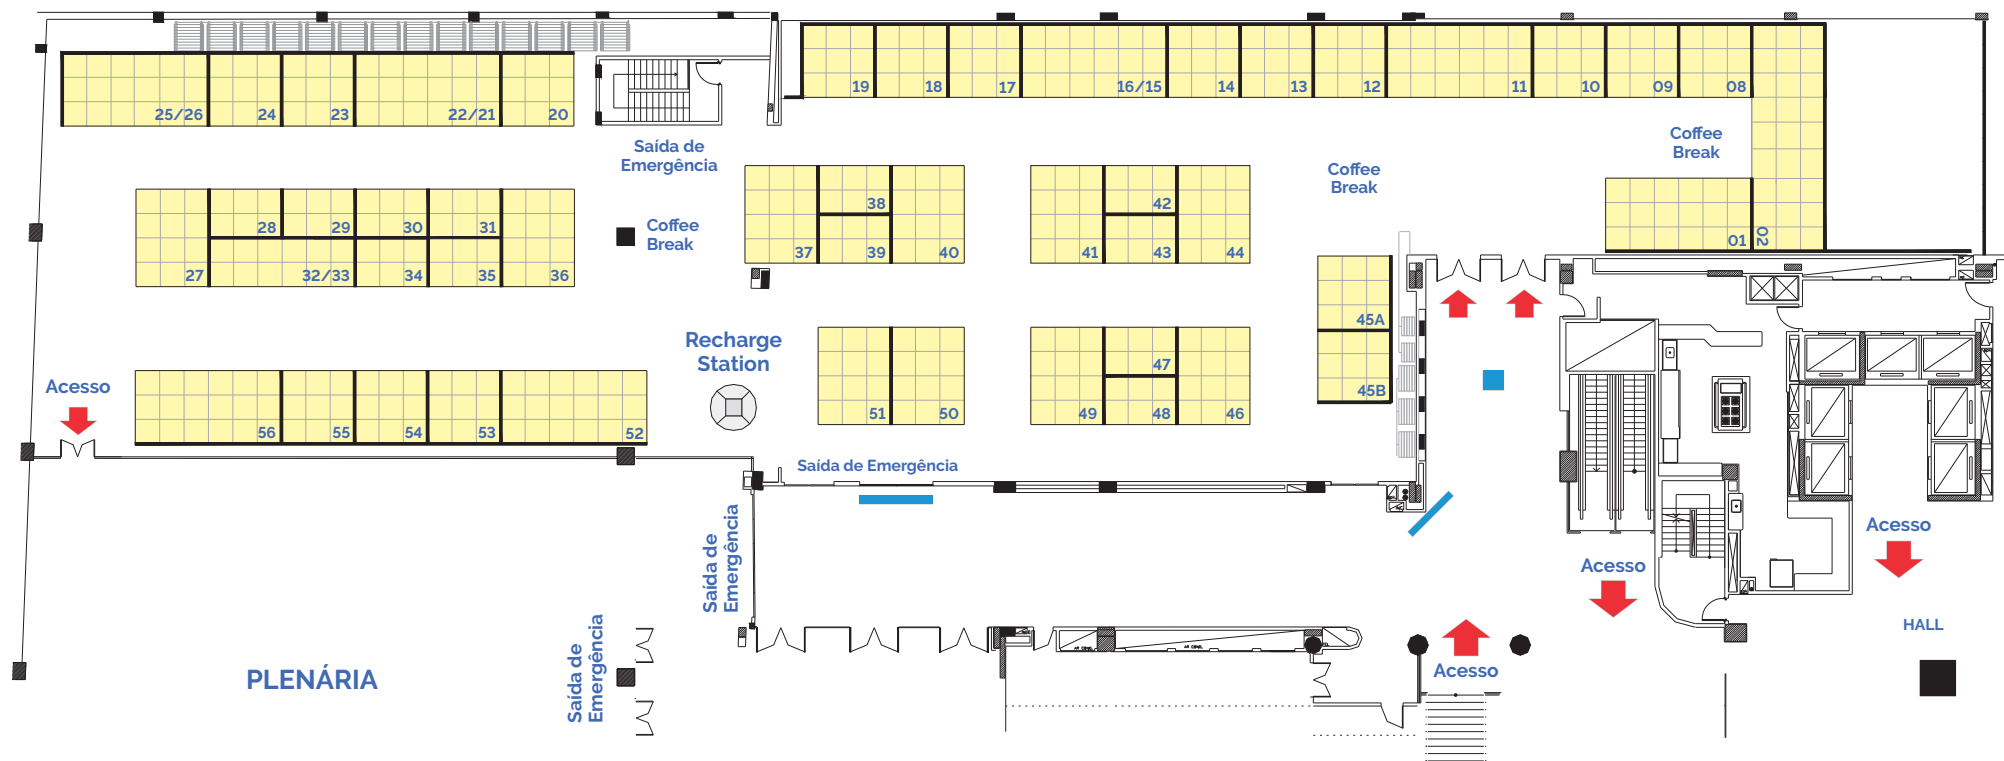 19
18
17
16/15
14
13
12
11
10
09
08
25/26
24
23
22/21
20
Saída de
Emergência
Coffee
Break
Coffee
Break
28
29
30
31
27
32/33
34
35
36
Coffee
Break
38
37
39
40
42
41
43
44
01
02
45A
45B
Recharge
Station
51
50
47
49
48
46
Acesso
56
55
54
53
52
Saída de Emergência
Saída de
Emergência
Saída de
Emergência
PLENÁRIA
Acesso
Acesso
Acesso
HALL